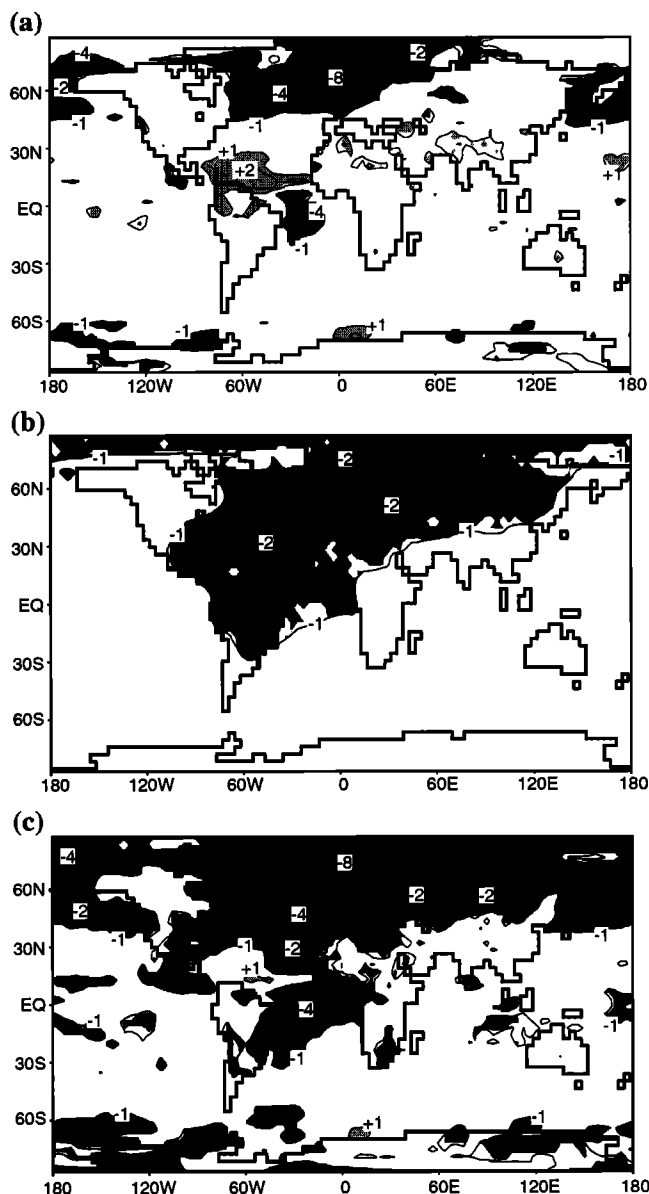 (a)
-4 -2
-2 -8
60N -4
-1 -1 -1
30N +1
+2 +1
EQ -4
-1
30S
60S
-1 -1 +1 -1
180 120W 60W 0 60E 120E 180
(b)
-1 -2 -1
60N
-2
-1 -2 -1
30N
EQ
-1
30S
60S
180 120W 60W 0 60E 120E 180
(c)
-4 -8
60N -2 -2
-2 -4
-1 -1 -2 -1
30N
+1
EQ -4
-1 -1
30S -1
60S
-1 +1 -1
180 120W 60W 0 60E 120E 180